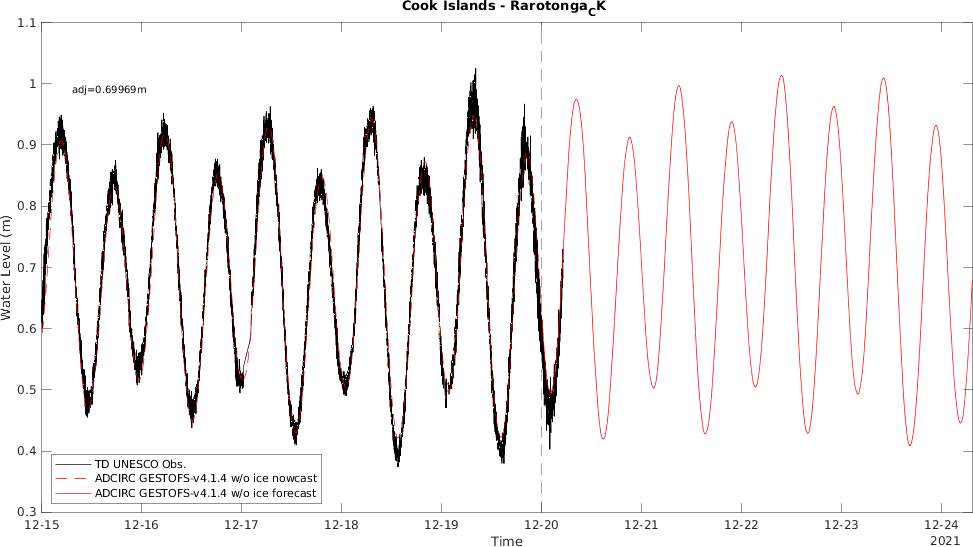 Cook Islands - Rarotonga_CK
adj=0.69969m
Water Level (m)
1.1
1
0.9
0.8
0.7
0.6
0.5
0.4
0.3
TD UNESCO Obs.
ADCIRC GESTOFS-v4.1.4 w/o ice nowcast
ADCIRC GESTOFS-v4.1.4 w/o ice forecast
12-15 12-16 12-17 12-18 12-19 12-20 12-21 12-22 12-23 12-24
Time
2021